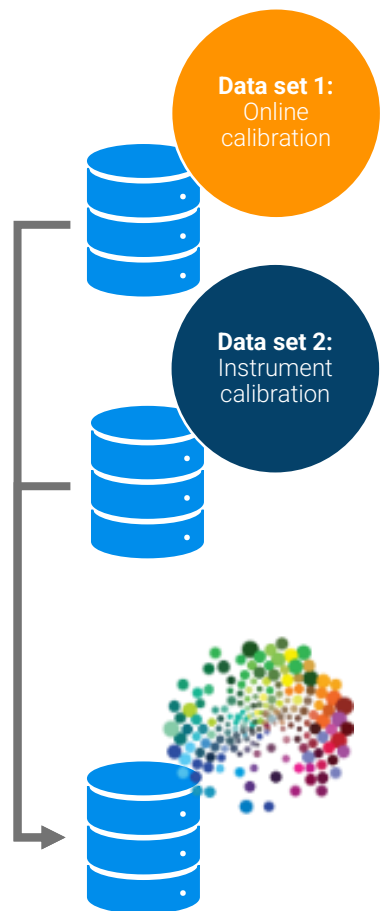 Data set 1:
Online
calibration
Data set 2:
Instrument
calibration